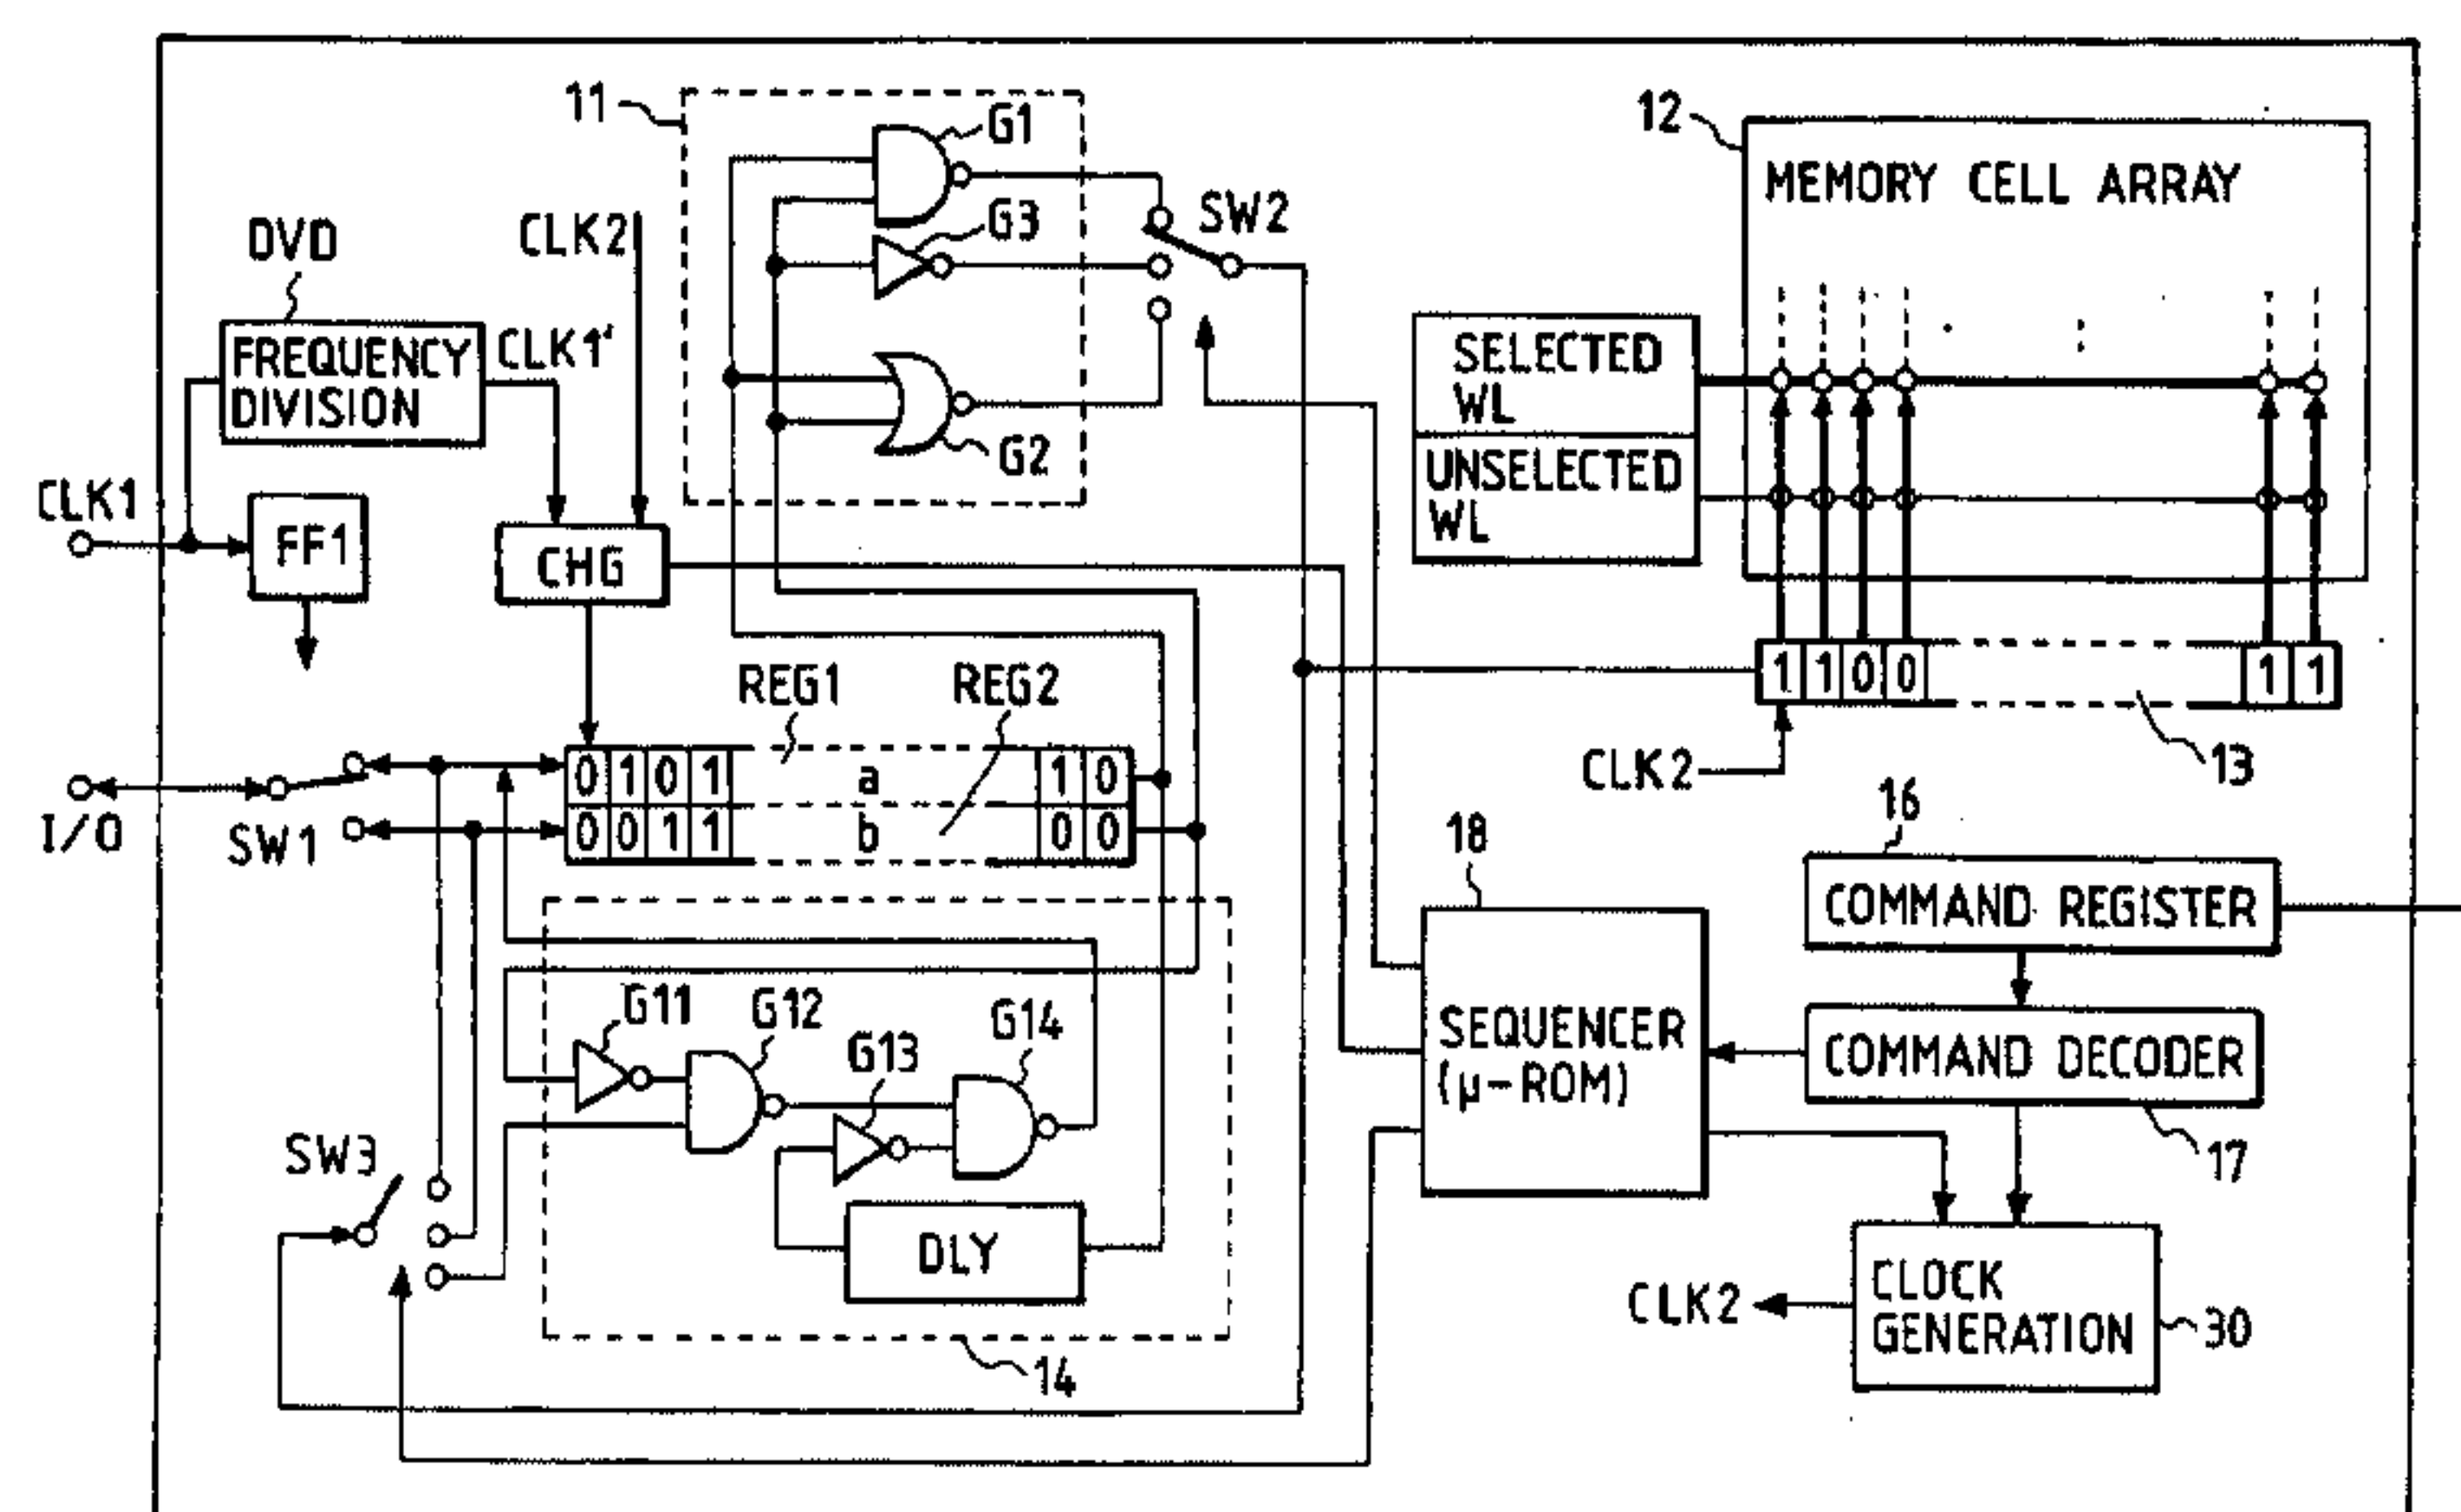 11
G1
12
MEMORY CELL ARRAY
G3
SW2
DVD
CLK2
FREQUENCY
DIVISION
CLK1'
SELECTED
WL
G2
UNSELECTED
WL
CLK1
FF1
CHG
REG1
REG2
1 1 0 0
1 1
CLK2
13
I/O
SW1
0 1 0 1
a
1 0
0 0 1 1
b
0 0
16
18
COMMAND REGISTER
G11
G12
G13
G14
SEQUENCER
(μ-ROM)
COMMAND DECODER
SW3
17
DLY
CLK2
CLOCK
GENERATION
30
14